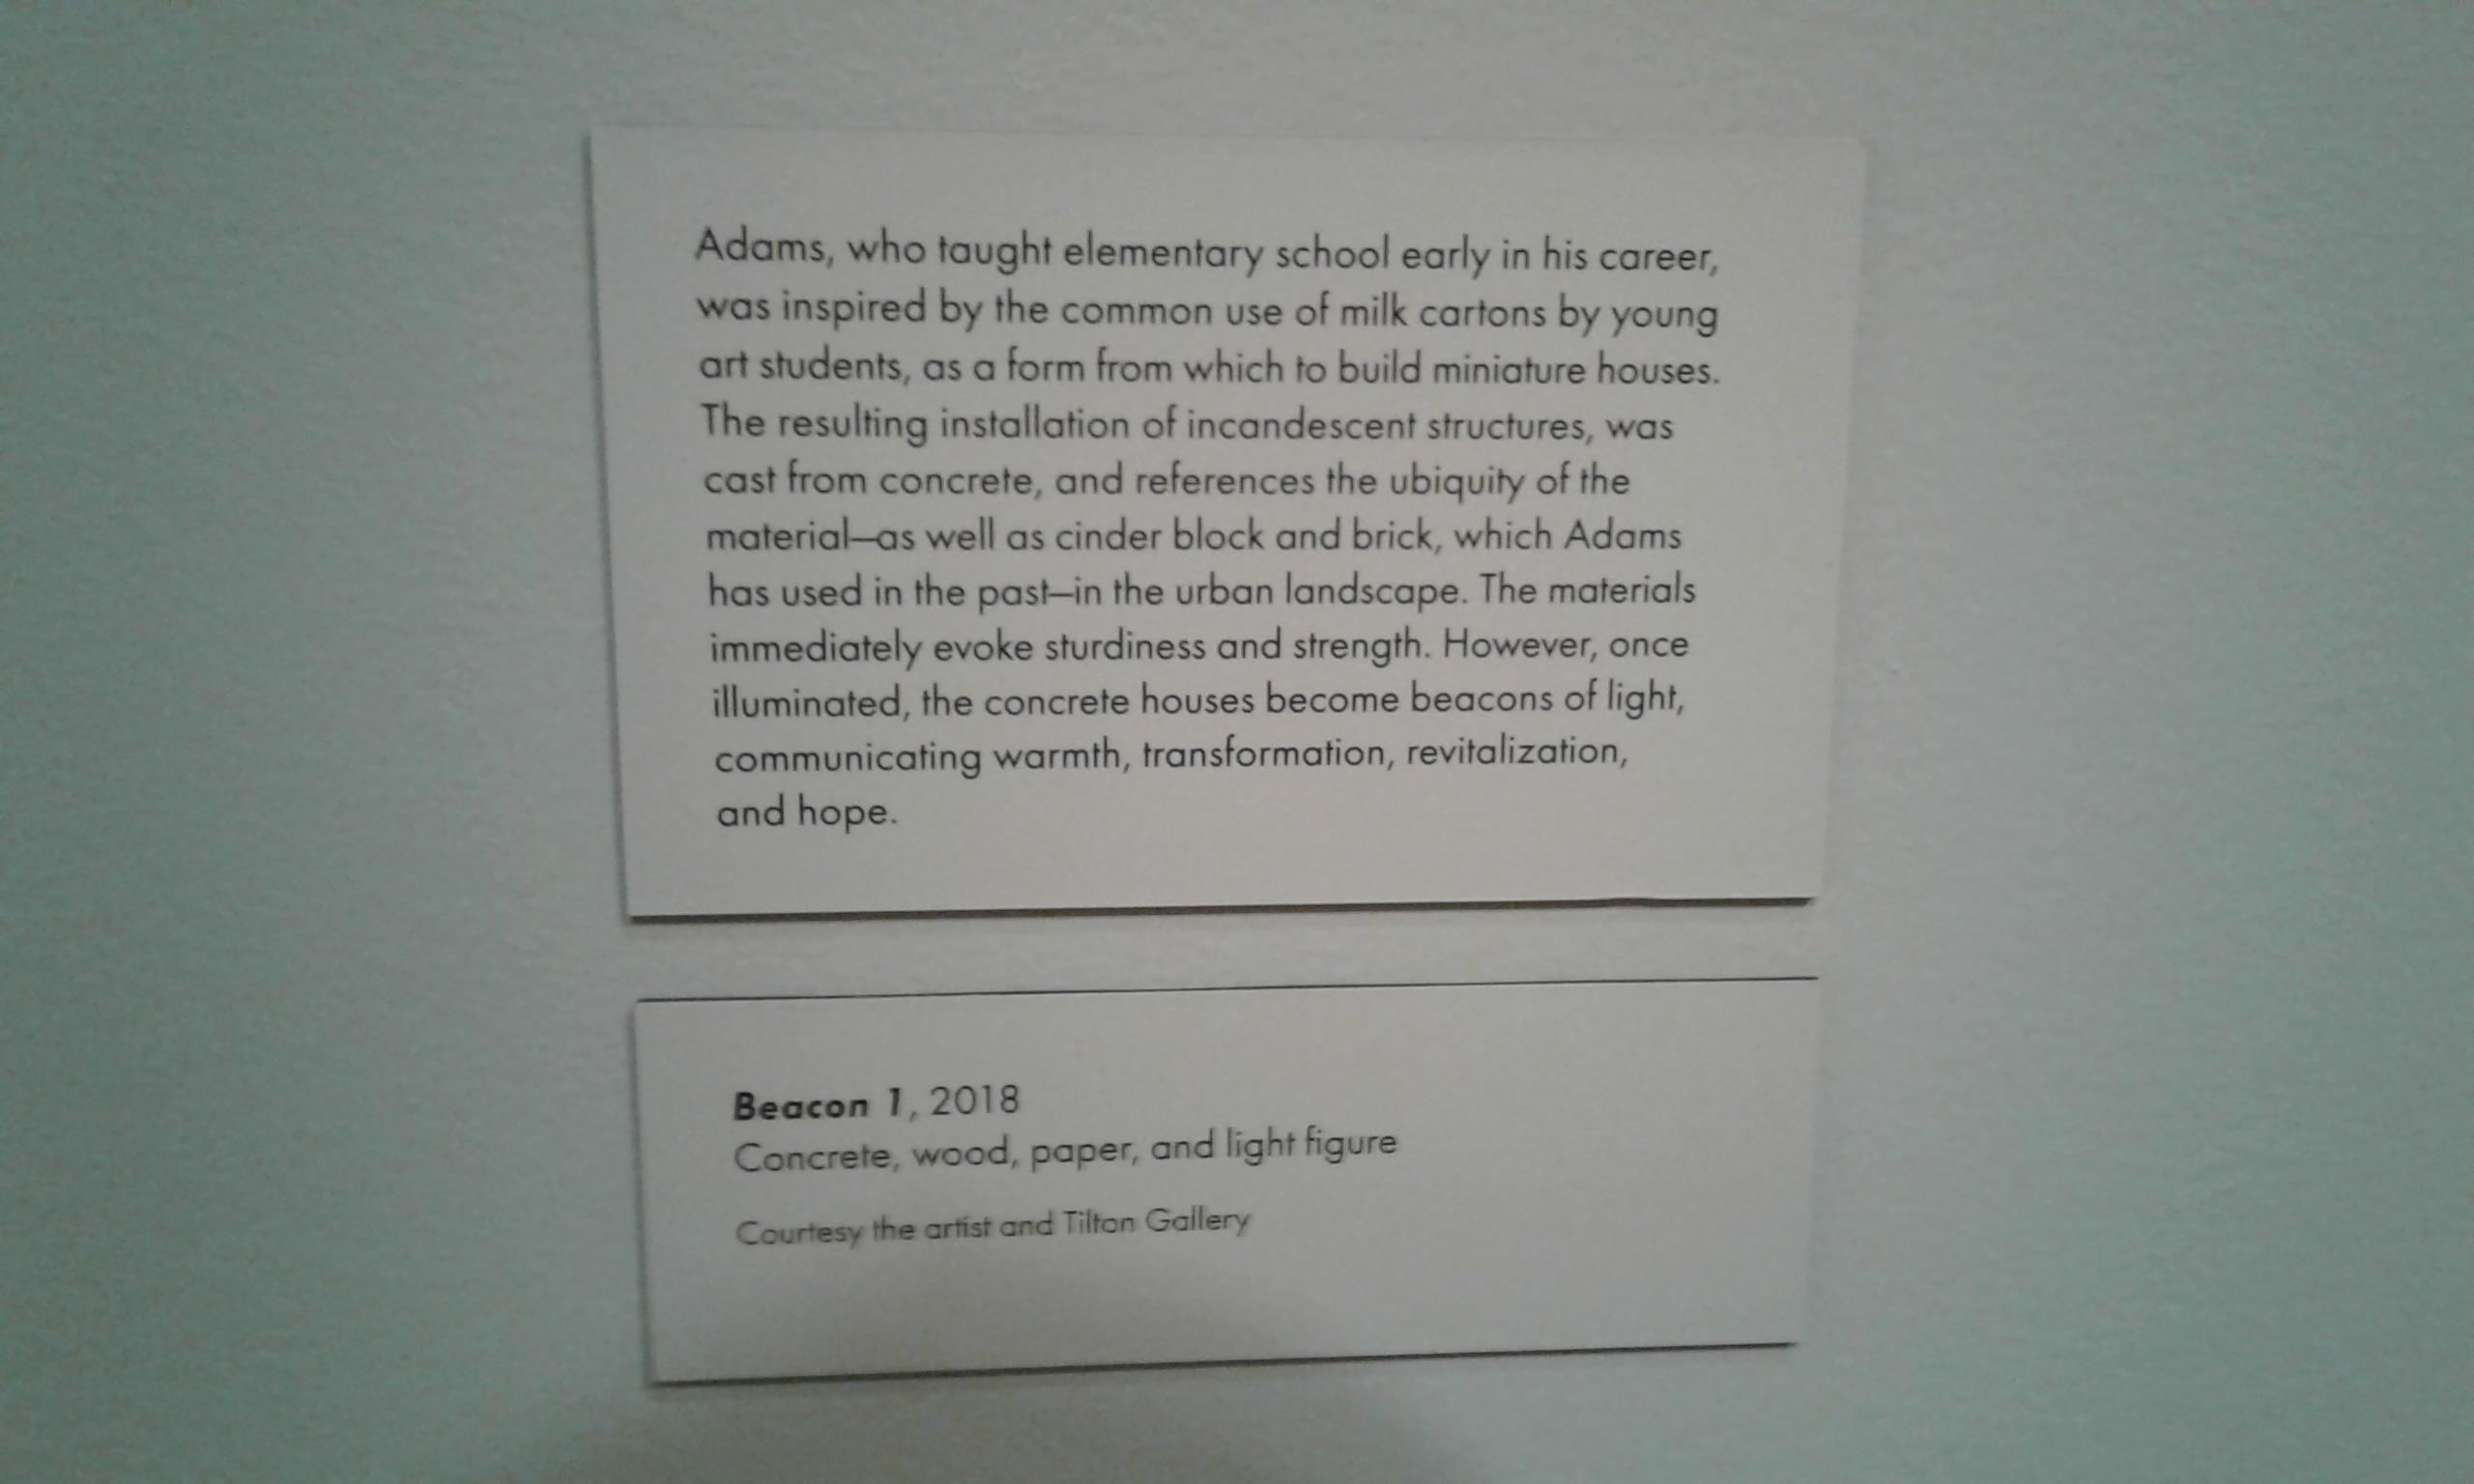 Adams, who taught elementary school early in his career,
was inspired by the common use of milk cartons by young
art students, as a form from which to build miniature houses.
The resulting installation of incandescent structures, was
cast from concrete, and references the ubiquity of the
material—as well as cinder block and brick, which Adams
has used in the past—in the urban landscape. The materials
immediately evoke sturdiness and strength. However, once
illuminated, the concrete houses become beacons of light,
communicating warmth, transformation, revitalization,
and hope.
Beacon 1, 2018
Concrete, wood, paper, and light figure
Courtesy the artist and Tilton Gallery